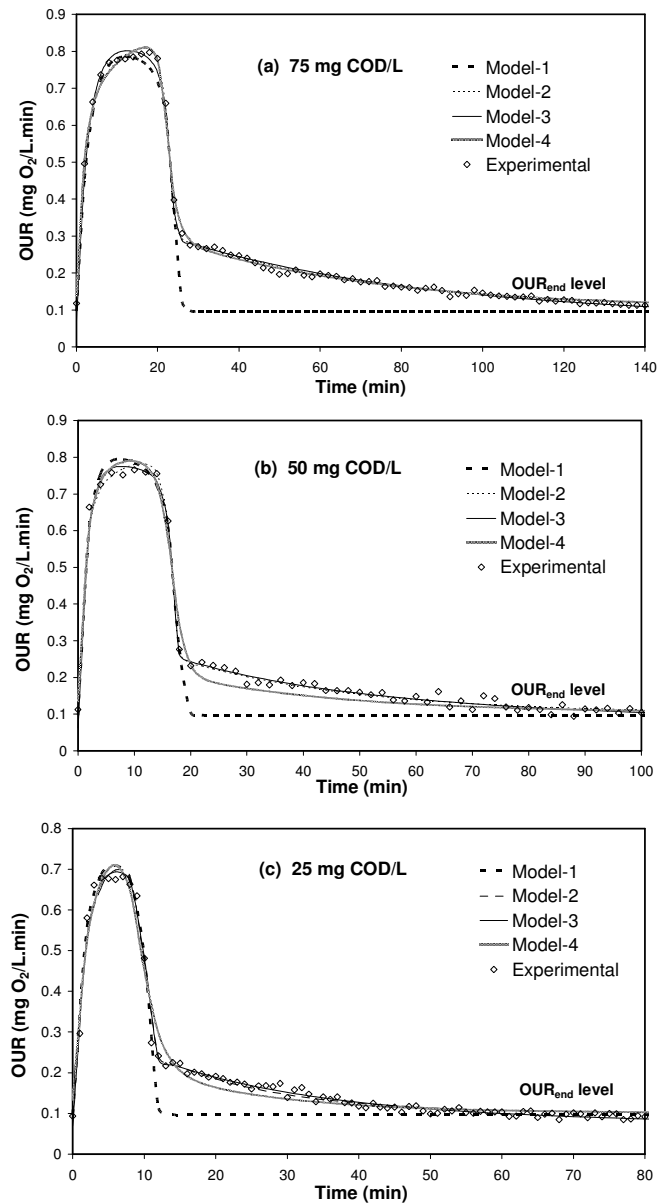 (a) 75 mg COD/L
Model-1
Model-2
Model-3
Model-4
Experimental
OUR_end level
OUR (mg O₂/L.min)
0.9
0.8
0.7
0.6
0.5
0.4
0.3
0.2
0.1
0
0 20 40 60 80 100 120 140
Time (min)
(b) 50 mg COD/L
Model-1
Model-2
Model-3
Model-4
Experimental
OUR_end level
OUR (mg O₂/L.min)
0.9
0.8
0.7
0.6
0.5
0.4
0.3
0.2
0.1
0
0 10 20 30 40 50 60 70 80 90 100
Time (min)
(c) 25 mg COD/L
Model-1
Model-2
Model-3
Model-4
Experimental
OUR_end level
OUR (mg O₂/L.min)
0.8
0.7
0.6
0.5
0.4
0.3
0.2
0.1
0
0 10 20 30 40 50 60 70 80
Time (min)